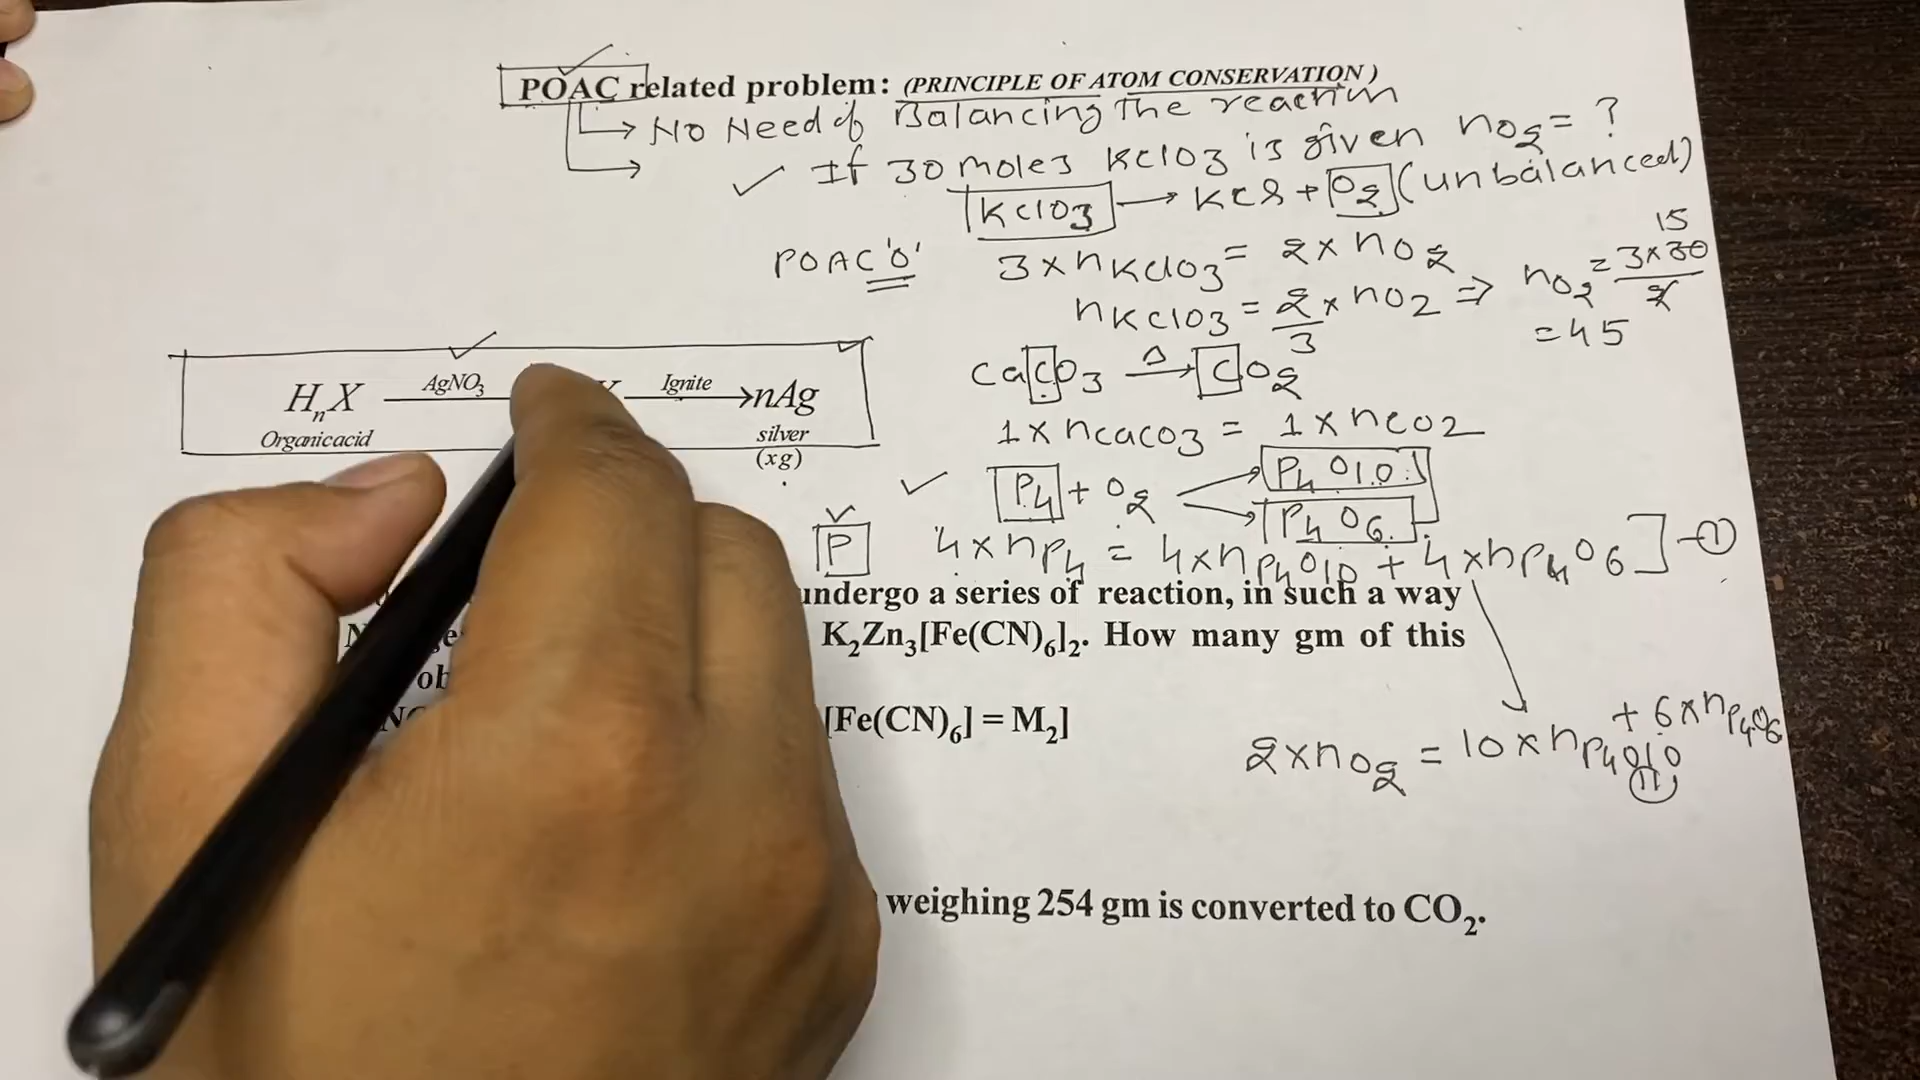 POAC related problem: (PRINCIPLE OF ATOM CONSERVATION)
→ No Need of Balancing The reactim
→ ✓ If 30 moles KClO3 is given nO2 = ?
KClO3 → KCl + O2 (unbalanced)
POAC 'O' 3 × nKClO3 = 2 × nO2
nKClO3 = 2/3 × nO2 ⇒ nO2 = 3×30/2 15
= 45
HnX AgNO3 Ignite → nAg
Organicacid silver
(xg)
CaCO3 Δ→ CO2
1 × nCaCO3 = 1 × nCO2
✓ P4 + O2 P4O10
P4O6
P 4 × nP4 = 4 × nP4O10 + 4 × nP4O6 ] - 1
undergo a series of reaction, in such a way
K2Zn3[Fe(CN)6]2. How many gm of this
[Fe(CN)6] = M2]
2 × nO2 = 10 × nP4O10 + 6 × nP4O6
11
weighing 254 gm is converted to CO2.